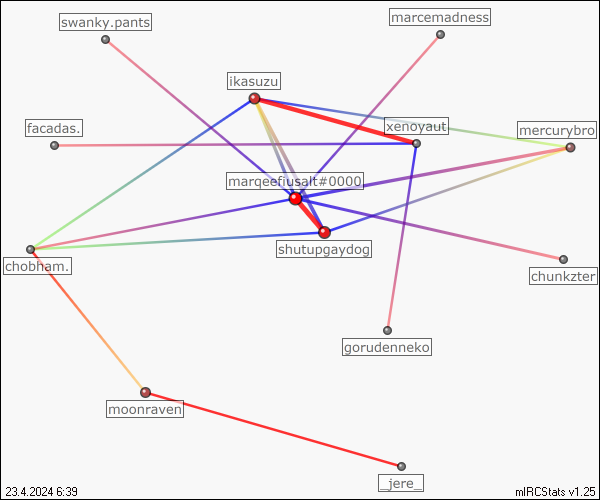 swanky.pants
marcemadness
ikasuzu
facadas.
xenoyaut
mercurybro
marqeefiusalt#0000
shutupgaydog
chobham.
chunkzter
gorudenneko
moonraven
_jere_
23.4.2024 6:39
mIRCStats v1.25